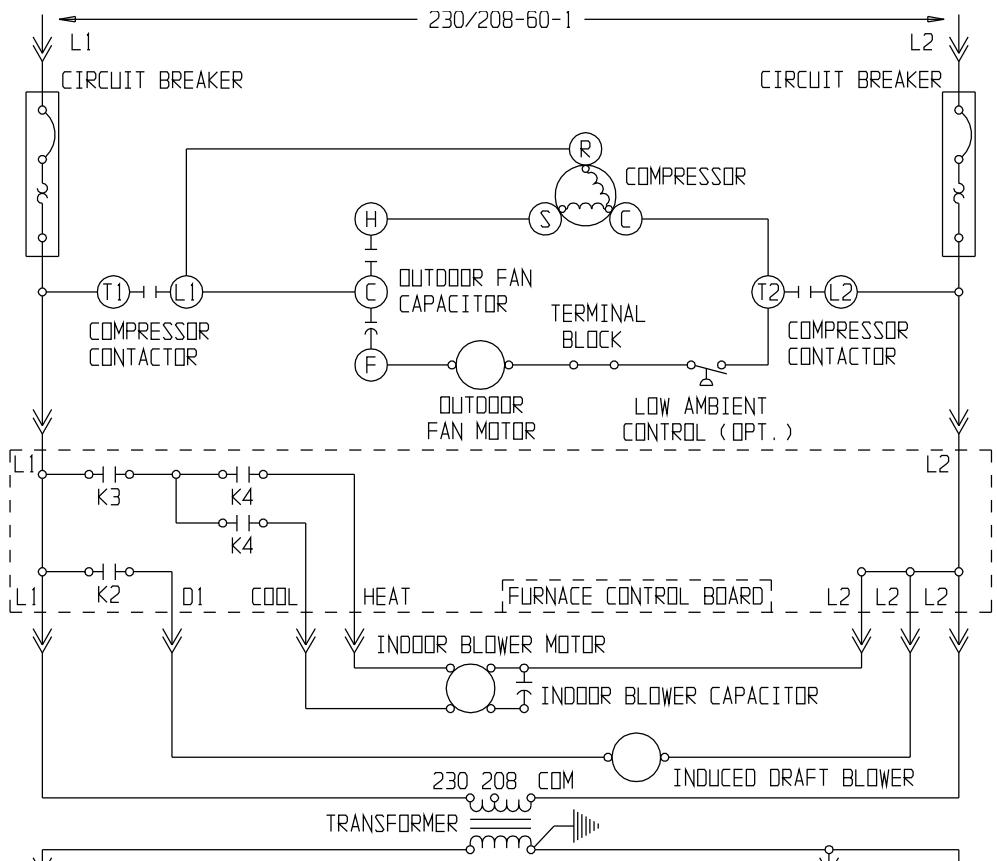 230/208-60-1
L1
L2
CIRCUIT BREAKER
CIRCUIT BREAKER
R
COMPRESSOR
H
S
C
T1
L1
C
OUTDOOR FAN
CAPACITOR
T2
L2
TERMINAL
BLOCK
COMPRESSOR
CONTACTOR
COMPRESSOR
CONTACTOR
F
OUTDOOR
FAN MOTOR
LOW AMBIENT
CONTROL (OPT.)
L1
L2
K3
K4
K4
L1
K2
D1
COOL
HEAT
FURNACE CONTROL BOARD
L2
L2
L2
INDOOR BLOWER MOTOR
INDOOR BLOWER CAPACITOR
INDUCED DRAFT BLOWER
230 208 COM
TRANSFORMER